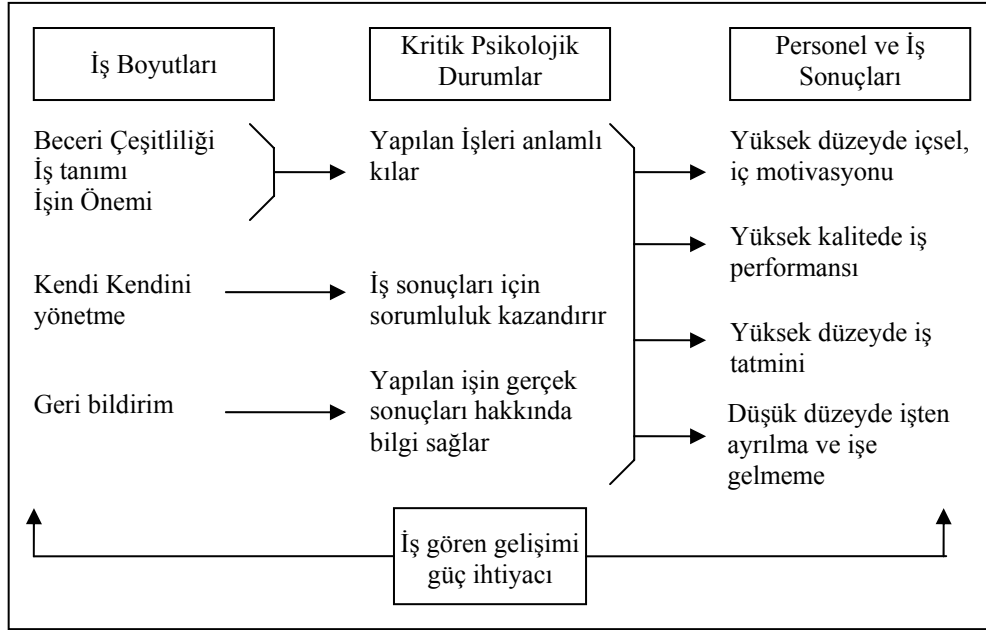 İş Boyutları
Kritik Psikolojik
Durumlar
Personel ve İş
Sonuçları
Beceri Çeşitliliği
İş tanımı
İşin Önemi
Yapılan İşleri anlamlı
kılar
Yüksek düzeyde içsel,
iç motivasyonu
Yüksek kalitede iş
performansı
Kendi Kendini
yönetme
İş sonuçları için
sorumluluk kazandırır
Yüksek düzeyde iş
tatmini
Geri bildirim
Yapılan işin gerçek
sonuçları hakkında
bilgi sağlar
Düşük düzeyde işten
ayrılma ve işe
gelmeme
İş gören gelişimi
güç ihtiyacı